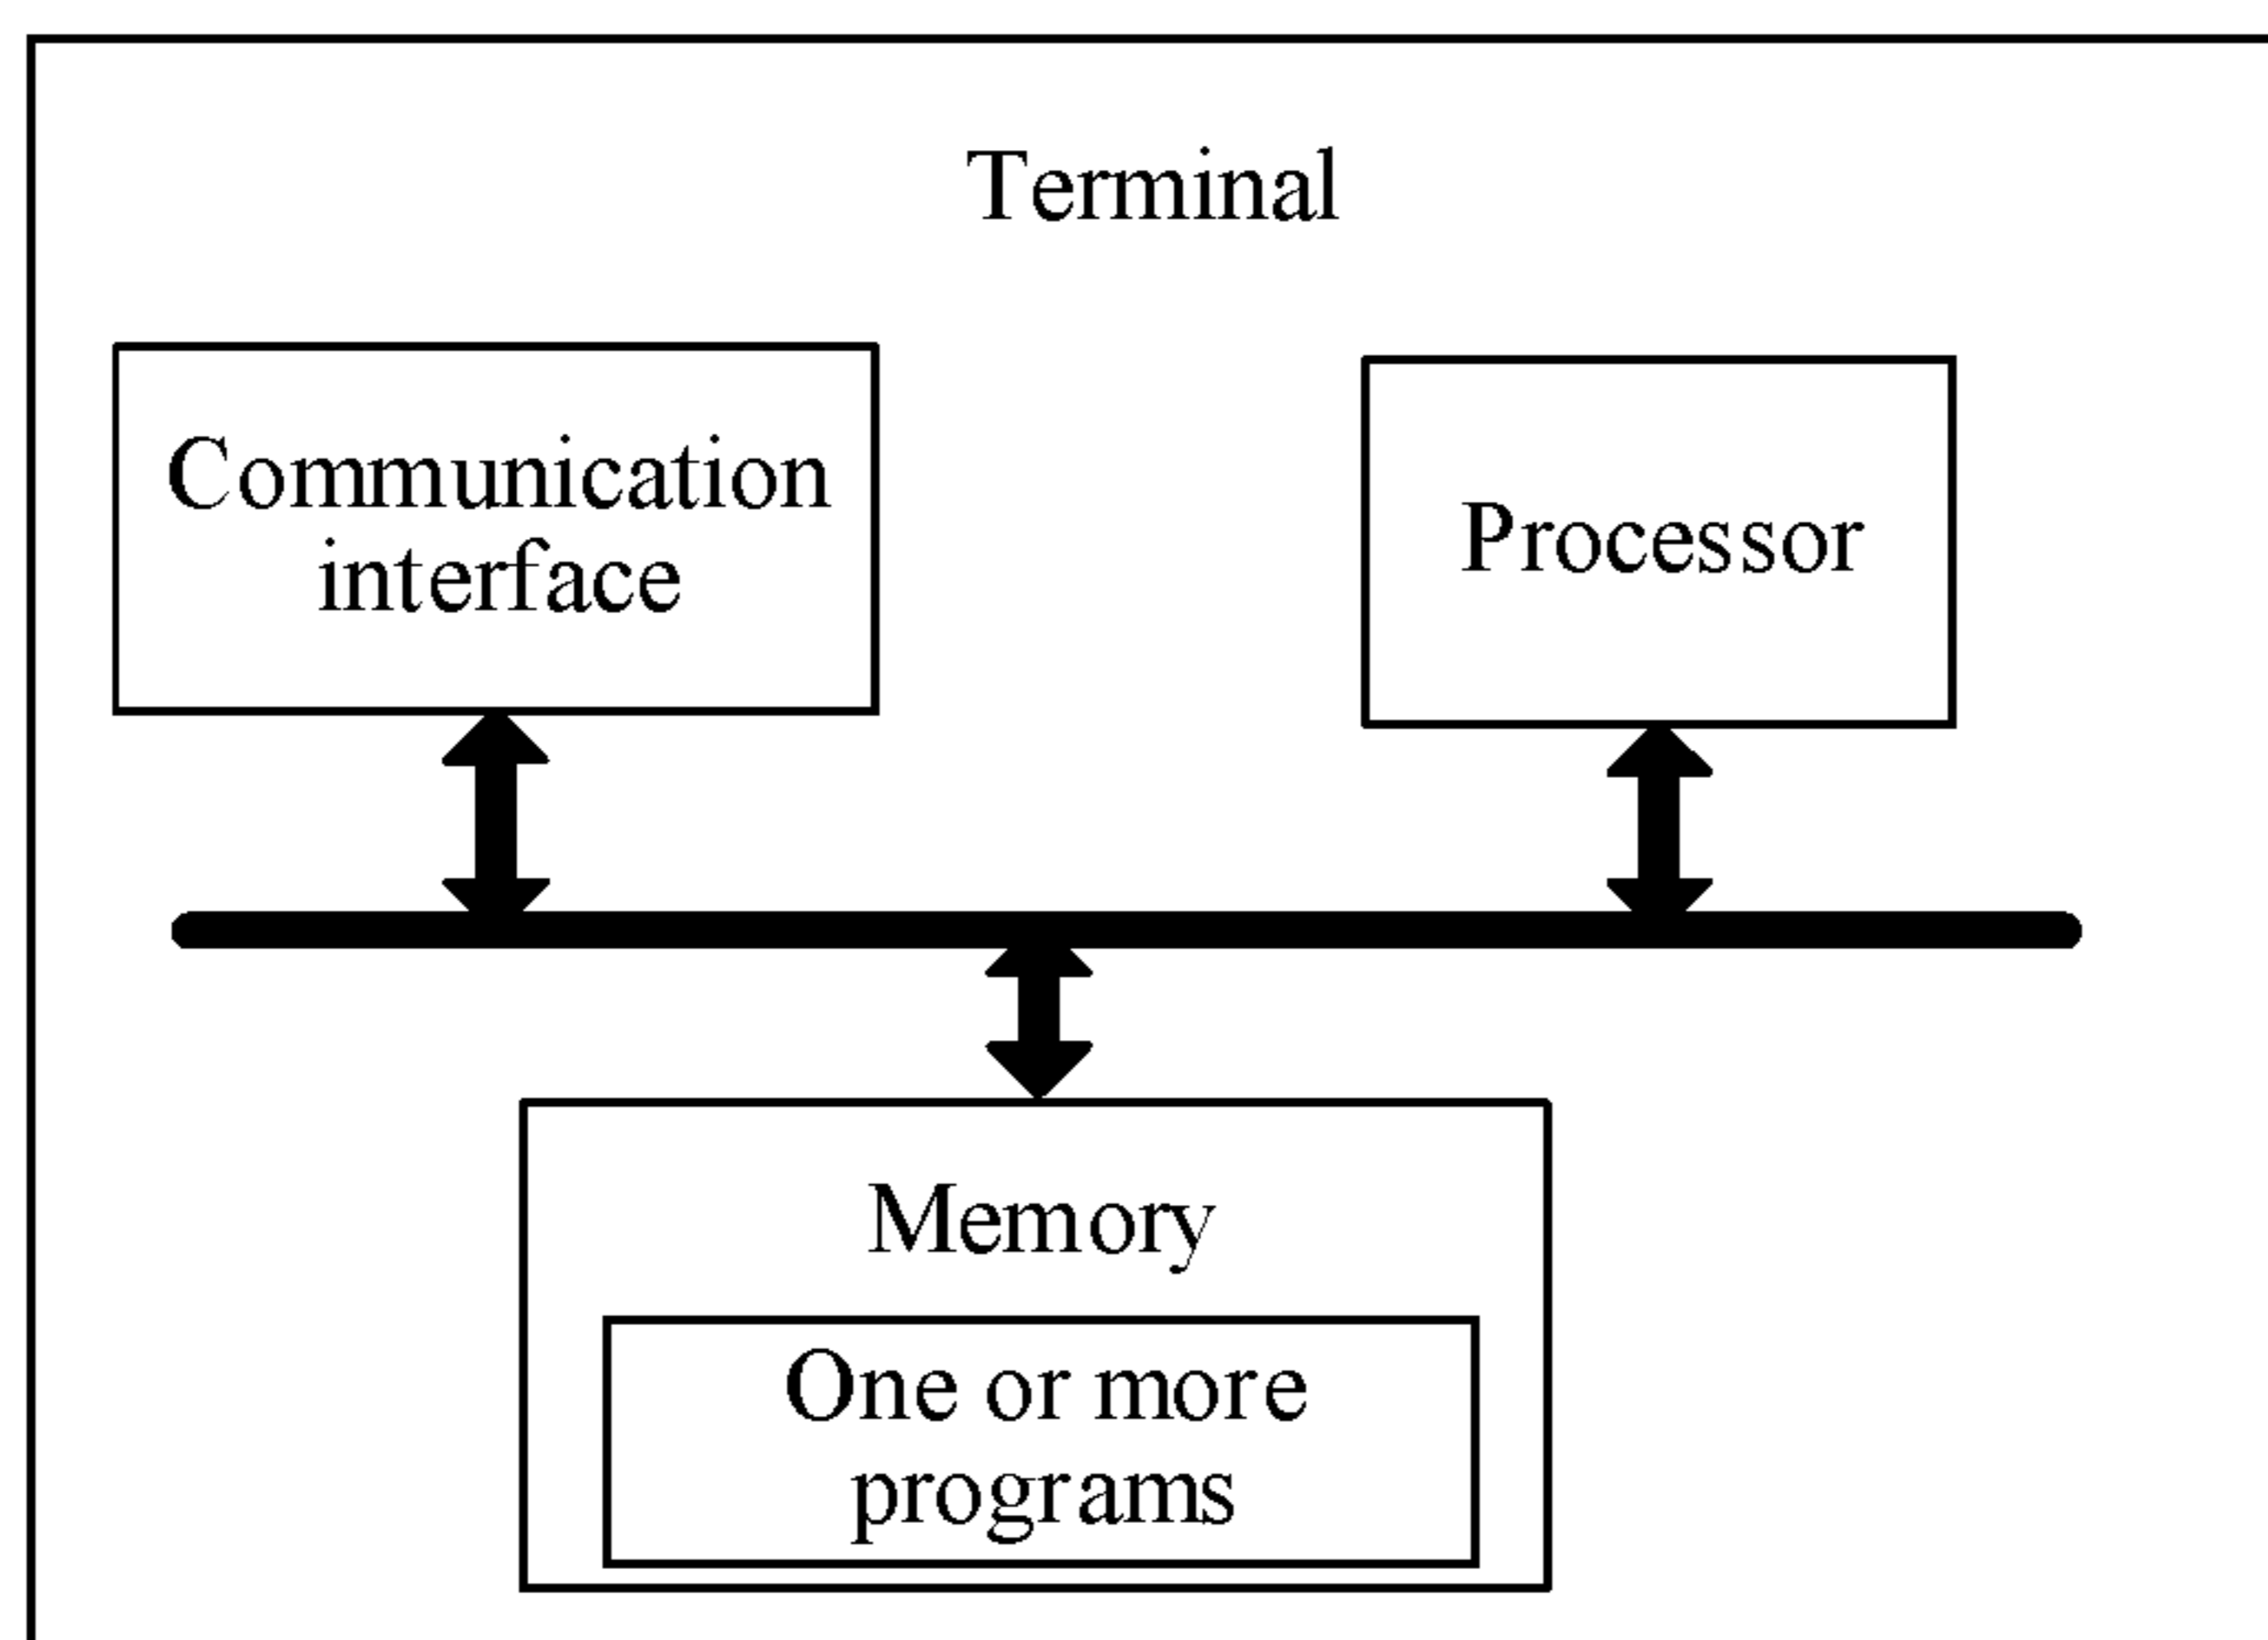 Terminal
Communication
interface
Processor
Memory
One or more
programs